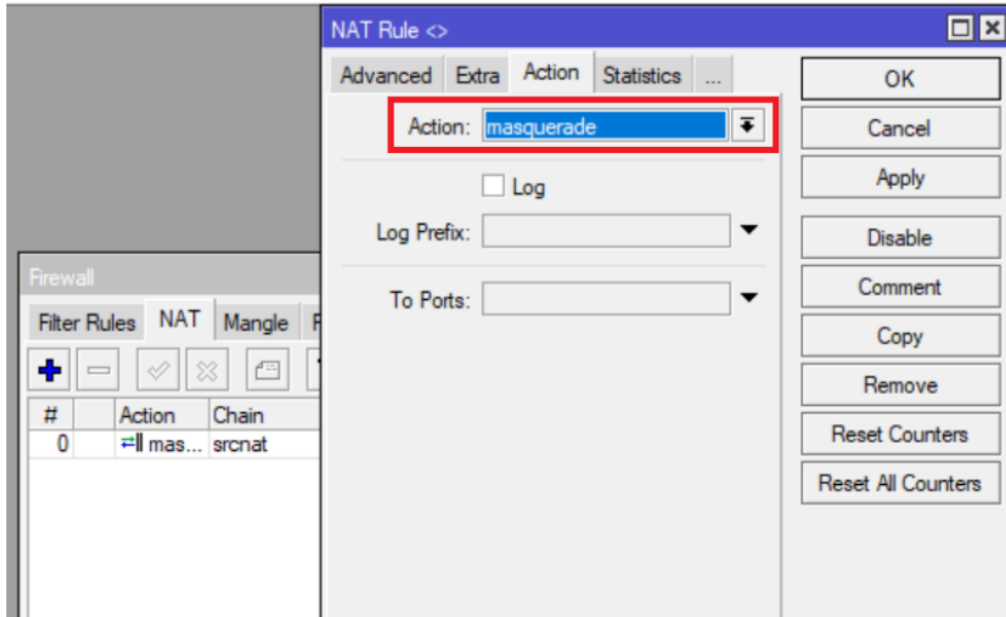 NAT Rule <>
Advanced Extra Action Statistics ...
Action: masquerade
Log
Log Prefix:
To Ports:
OK
Cancel
Apply
Disable
Comment
Copy
Remove
Reset Counters
Reset All Counters
Firewall
Filter Rules NAT Mangle
# Action Chain
0 mas... srcnat